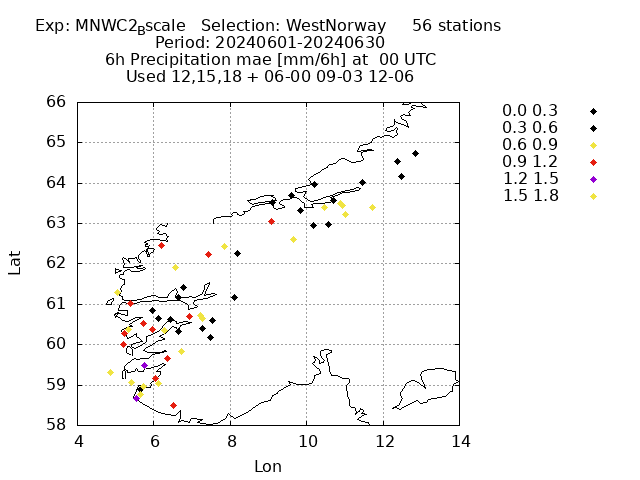 Exp: MNWC2Bscale Selection: WestNorway 56 stations
Period: 20240601-20240630
6h Precipitation mae [mm/6h] at 00 UTC
Used 12,15,18 + 06-00 09-03 12-06
0.0 0.3
0.3 0.6
0.6 0.9
0.9 1.2
1.2 1.5
1.5 1.8
66
65
64
63
62
61
60
59
58
Lat
4 6 8 10 12 14
Lon